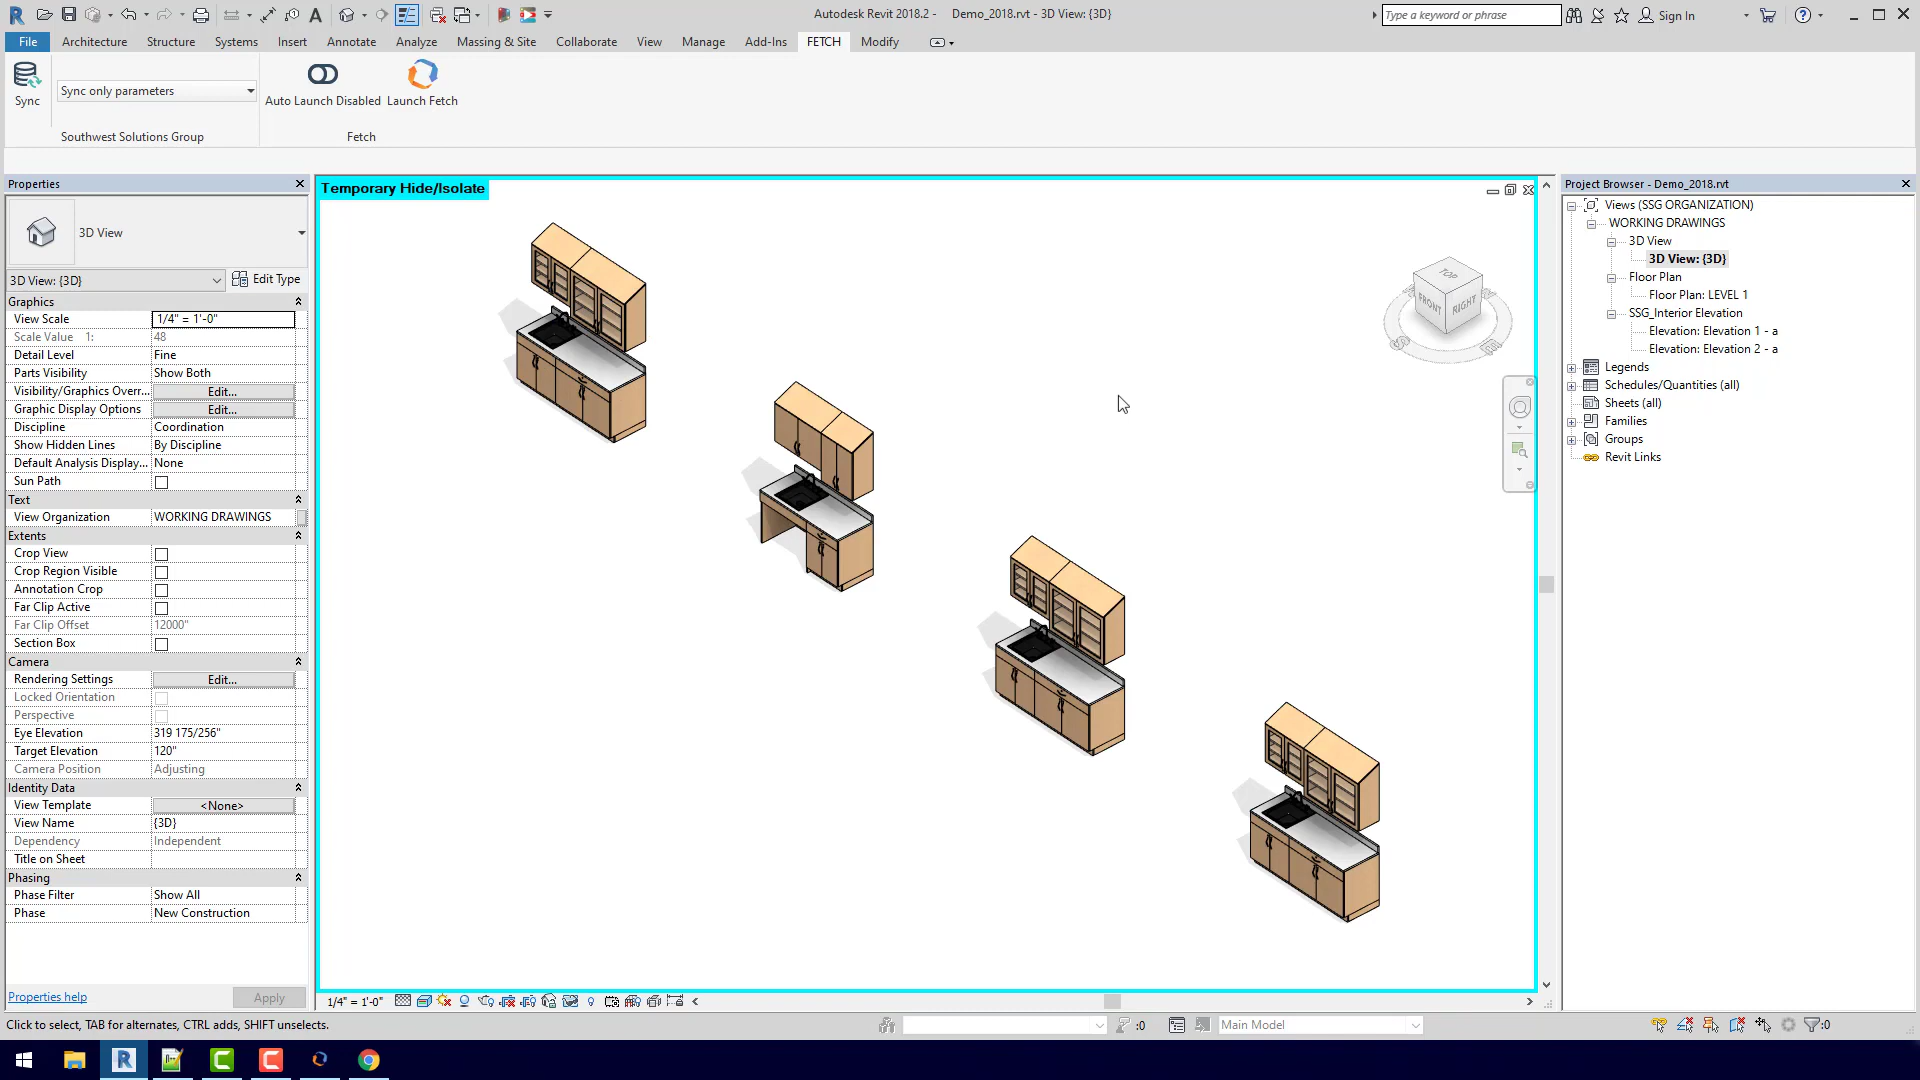 Autodesk Revit 2018.2 - Demo_2018.rvt - 3D View: {3D}
Type a keyword or phrase
Sign In
File Architecture Structure Systems Insert Annotate Analyze Massing & Site Collaborate View Manage Add-Ins FETCH Modify
Sync
Sync only parameters
Auto Launch Disabled
Launch Fetch
Southwest Solutions Group
Fetch
Properties
3D View
3D View: {3D}
Edit Type
Graphics
View Scale 1/4" = 1'-0"
Scale Value 1: 48
Detail Level Fine
Parts Visibility Show Both
Visibility/Graphics Overr... Edit...
Graphic Display Options Edit...
Discipline Coordination
Show Hidden Lines By Discipline
Default Analysis Display... None
Sun Path
Text
View Organization WORKING DRAWINGS
Extents
Crop View
Crop Region Visible
Annotation Crop
Far Clip Active
Far Clip Offset 12000"
Section Box
Camera
Rendering Settings Edit...
Locked Orientation
Perspective
Eye Elevation 319 175/256"
Target Elevation 120"
Camera Position Adjusting
Identity Data
View Template <None>
View Name {3D}
Dependency Independent
Title on Sheet
Phasing
Phase Filter Show All
Phase New Construction
Properties help
Apply
Temporary Hide/Isolate
TOP
FRONT
RIGHT
1/4" = 1'-0"
Project Browser - Demo_2018.rvt
Views (SSG ORGANIZATION)
WORKING DRAWINGS
3D View
3D View: {3D}
Floor Plan
Floor Plan: LEVEL 1
SSG_Interior Elevation
Elevation: Elevation 1 - a
Elevation: Elevation 2 - a
Legends
Schedules/Quantities (all)
Sheets (all)
Families
Groups
Revit Links
Click to select, TAB for alternates, CTRL adds, SHIFT unselects.
:0
Main Model
:0